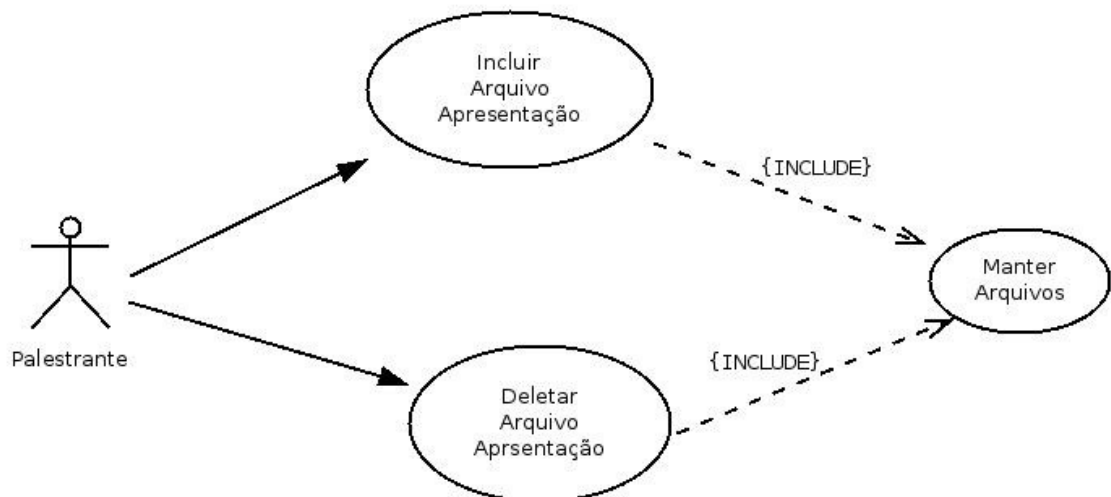 Incluir
Arquivo
Apresentação
{INCLUDE}
Manter
Arquivos
Palestrante
{INCLUDE}
Deletar
Arquivo
Aprsentação